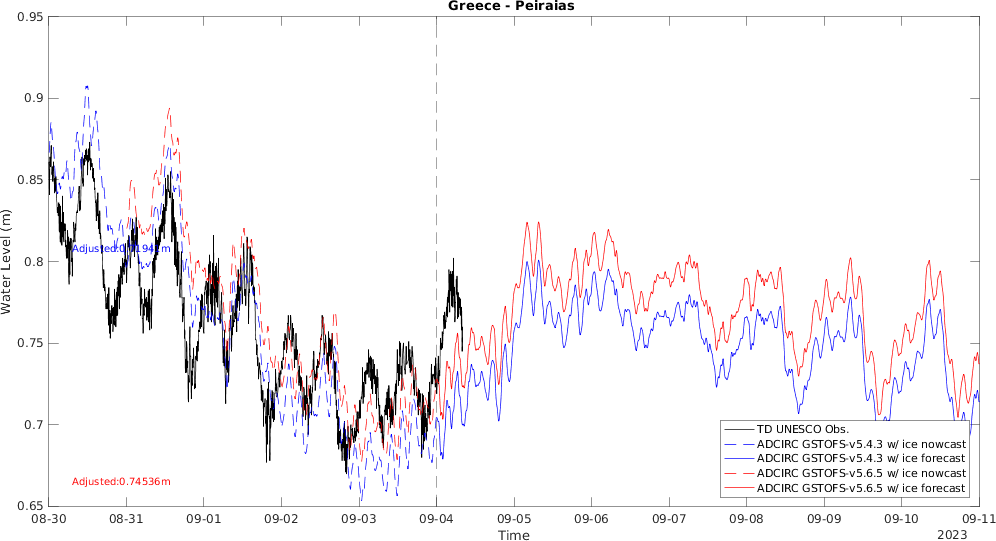 Greece - Peiraias
0.95
0.9
0.85
0.8
0.75
0.7
0.65
Water Level (m)
Adjusted:0.74536m
TD UNESCO Obs.
ADCIRC GSTOFS-v5.4.3 w/ ice nowcast
ADCIRC GSTOFS-v5.4.3 w/ ice forecast
ADCIRC GSTOFS-v5.6.5 w/ ice nowcast
ADCIRC GSTOFS-v5.6.5 w/ ice forecast
08-30 08-31 09-01 09-02 09-03 09-04 09-05 09-06 09-07 09-08 09-09 09-10 09-11
Time
2023